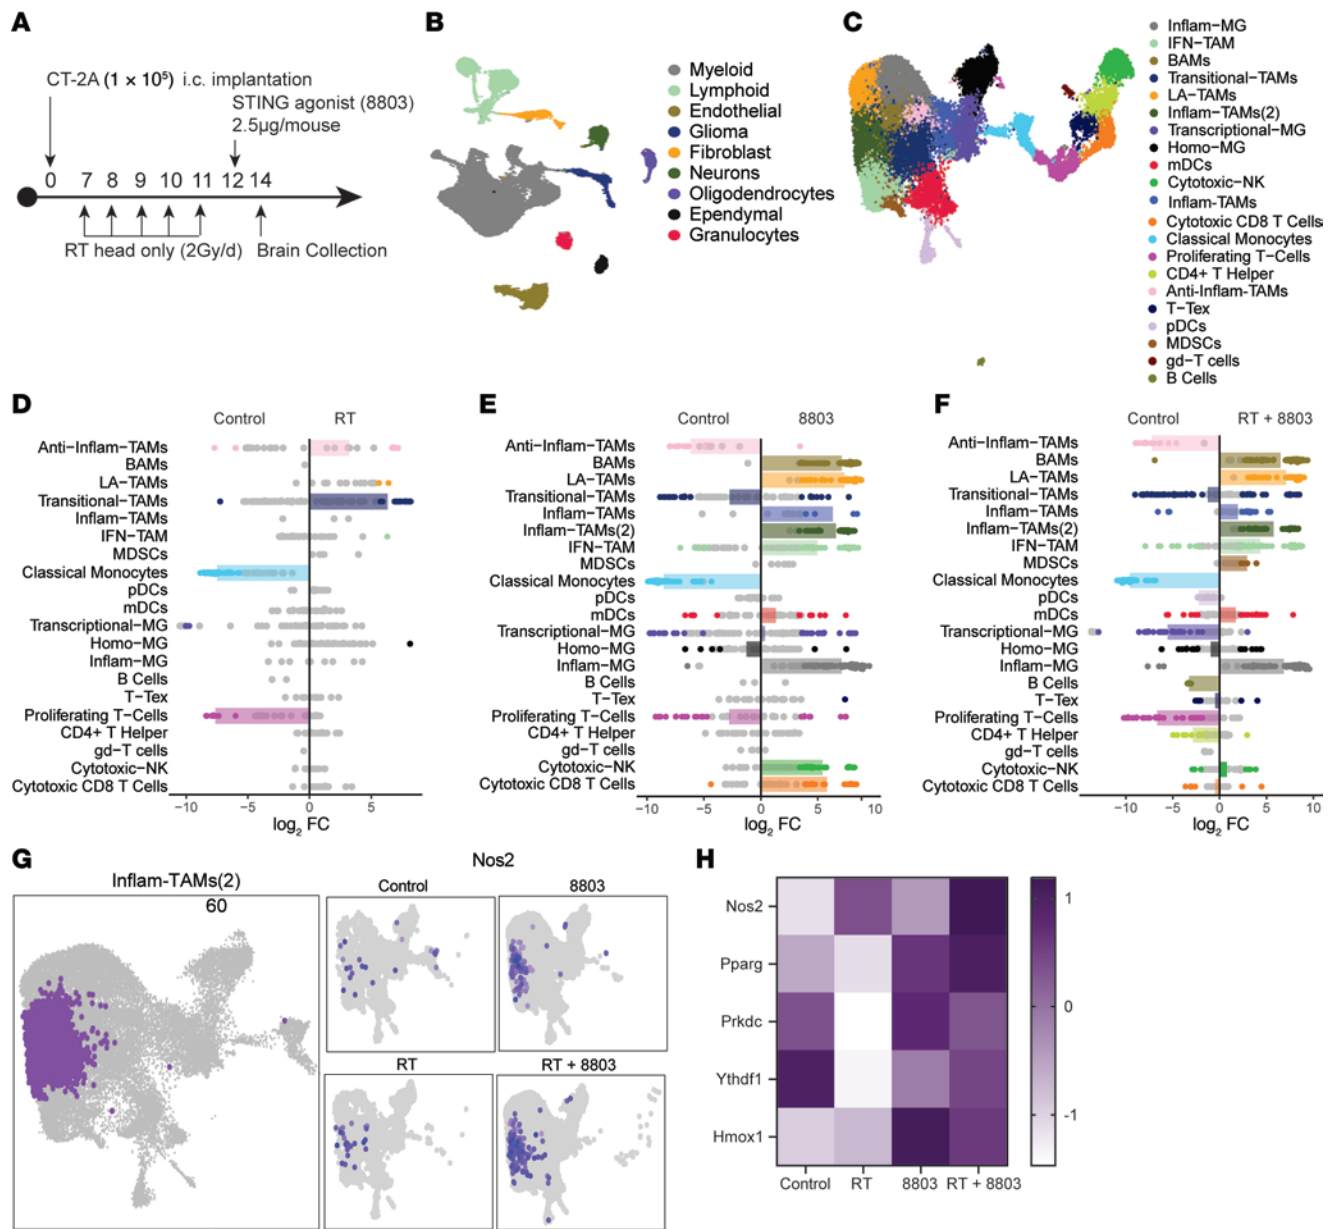 A
CT-2A (1 × 10⁵) i.c. implantation
STING agonist (8803)
2.5µg/mouse
0 7 8 9 10 11 12 14
RT head only (2Gy/d) Brain Collection
B
Myeloid
Lymphoid
Endothelial
Glioma
Fibroblast
Neurons
Oligodendrocytes
Ependymal
Granulocytes
C
Inflam−MG
IFN−TAM
BAMs
Transitional−TAMs
LA−TAMs
Inflam−TAMs(2)
Transcriptional−MG
Homo−MG
mDCs
Cytotoxic−NK
Inflam−TAMs
Cytotoxic CD8 T Cells
Classical Monocytes
Proliferating T−Cells
CD4+ T Helper
Anti−Inflam−TAMs
T−Tex
pDCs
MDSCs
gd−T cells
B Cells
D
Control RT
Anti−Inflam−TAMs
BAMs
LA−TAMs
Transitional−TAMs
Inflam−TAMs
IFN−TAM
MDSCs
Classical Monocytes
pDCs
mDCs
Transcriptional−MG
Homo−MG
Inflam−MG
B Cells
T−Tex
Proliferating T−Cells
CD4+ T Helper
gd−T cells
Cytotoxic−NK
Cytotoxic CD8 T Cells
−10 −5 0 5
log₂ FC
E
Control 8803
Anti−Inflam−TAMs
BAMs
LA−TAMs
Transitional−TAMs
Inflam−TAMs
Inflam−TAMs(2)
IFN−TAM
MDSCs
Classical Monocytes
pDCs
mDCs
Transcriptional−MG
Homo−MG
Inflam−MG
B Cells
T−Tex
Proliferating T−Cells
CD4+ T Helper
gd−T cells
Cytotoxic−NK
Cytotoxic CD8 T Cells
−10 −5 0 5 10
log₂ FC
F
Control RT + 8803
Anti−Inflam−TAMs
BAMs
LA−TAMs
Transitional−TAMs
Inflam−TAMs
Inflam−TAMs(2)
IFN−TAM
MDSCs
Classical Monocytes
pDCs
mDCs
Transcriptional−MG
Homo−MG
Inflam−MG
B Cells
T−Tex
Proliferating T−Cells
CD4+ T Helper
gd−T cells
Cytotoxic−NK
Cytotoxic CD8 T Cells
−10 −5 0 5 10
log₂ FC
G
Inflam−TAMs(2)
60
Nos2
Control 8803
RT RT + 8803
H
Nos2
Pparg
Prkdc
Ythdf1
Hmox1
Control RT 8803 RT + 8803
1
0
-1